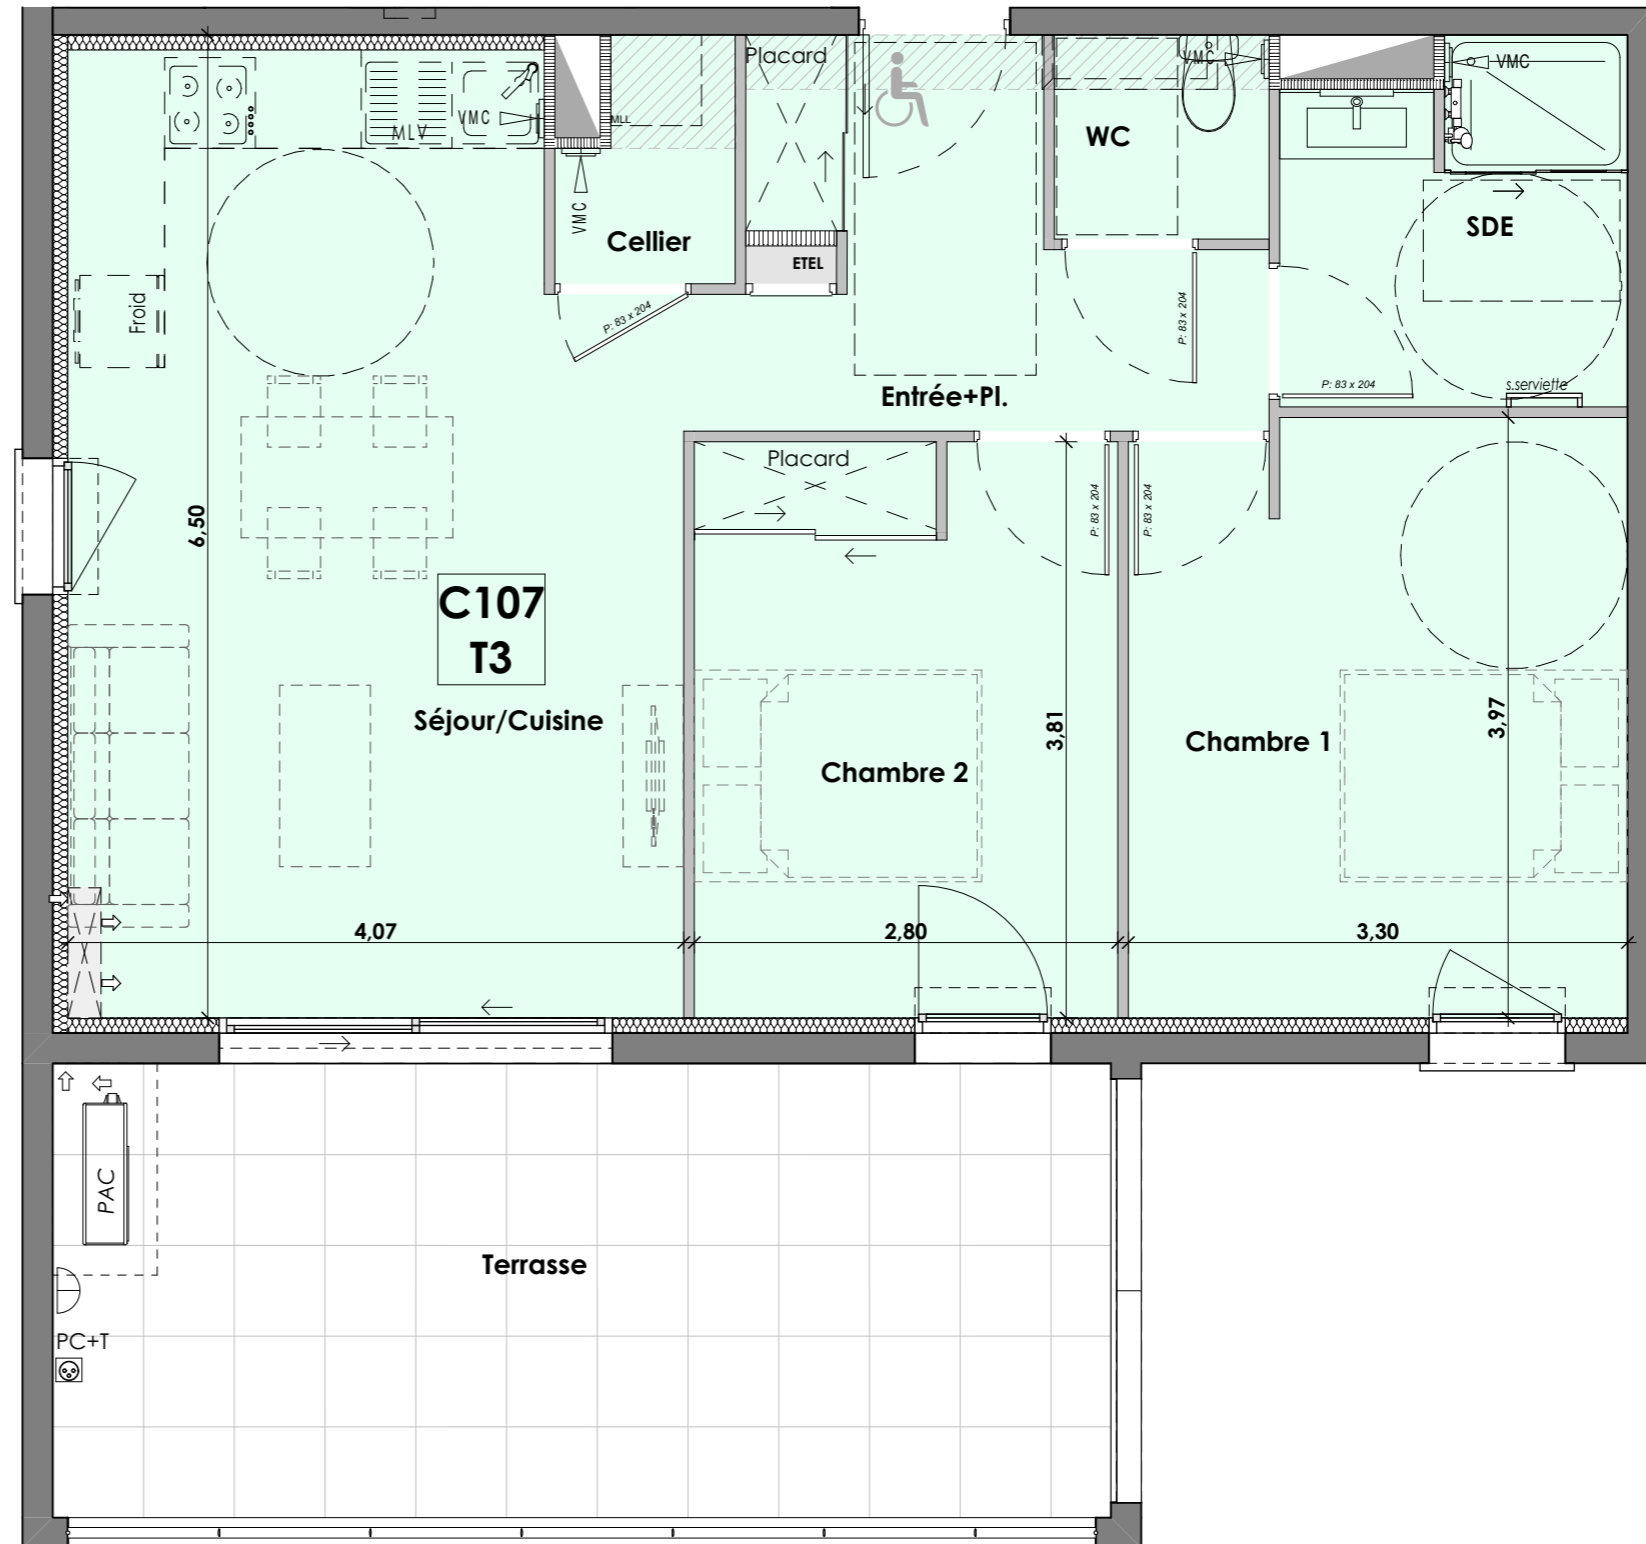 Placard
VMC
VMC
VMC
MLV
MLL
WC
VMC
Cellier
SDE
ETEL
Froid
P: 83 x 204
P: 83 x 204
P: 83 x 204
s.serviette
Entrée+Pl.
Placard
P: 83 x 204
P: 83 x 204
6,50
C107
T3
Séjour/Cuisine
3,81
3,97
Chambre 1
Chambre 2
4,07
2,80
3,30
PAC
Terrasse
PC+T